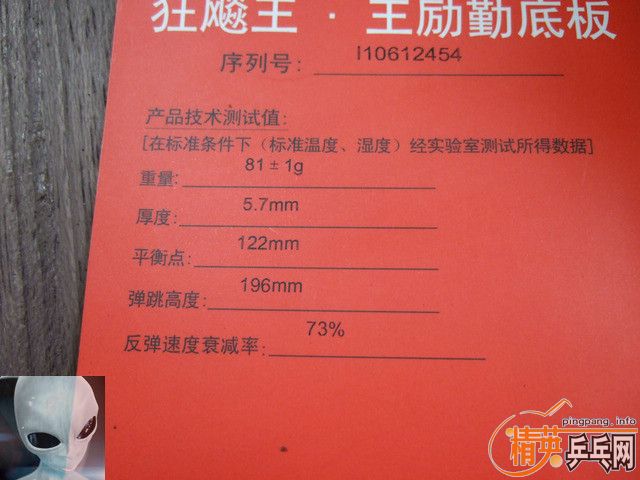 狂飚王·王励勤底板
序列号: I10612454
产品技术测试值:
[在标准条件下（标准温度、湿度）经实验室测试所得数据]
重量: 81±1g
厚度: 5.7mm
平衡点: 122mm
弹跳高度: 196mm
反弹速度衰减率: 73%
pingpang.info
精英乒乓网